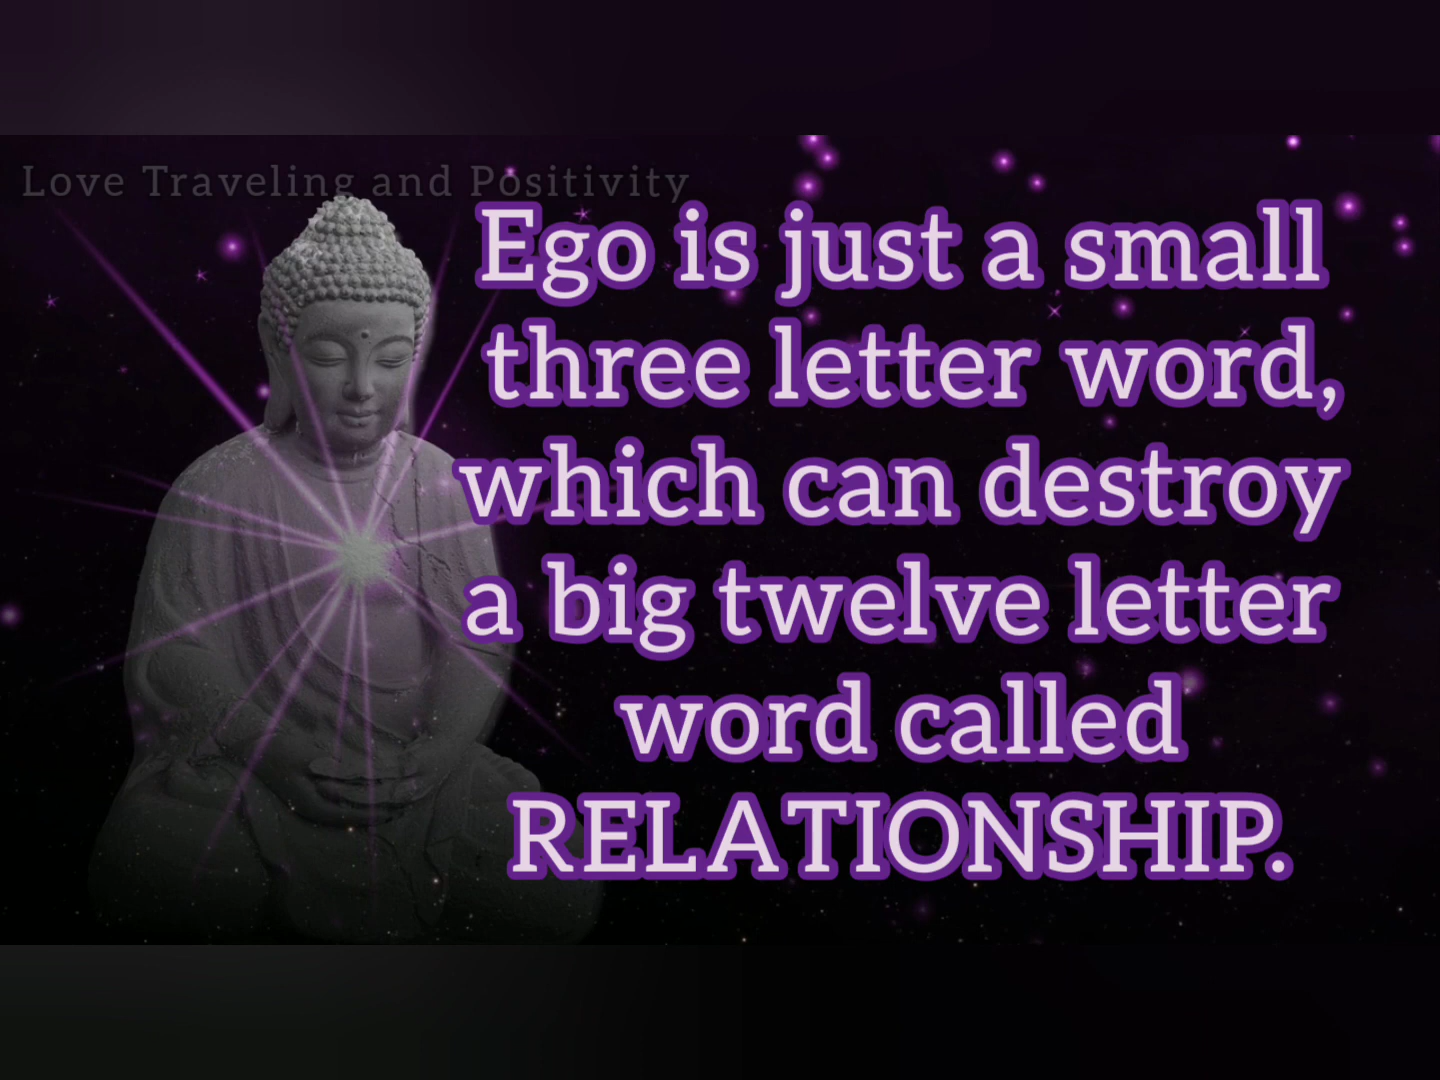 Love Traveling and Positivity
Ego is just a small
three letter word,
which can destroy
a big twelve letter
word called
RELATIONSHIP.